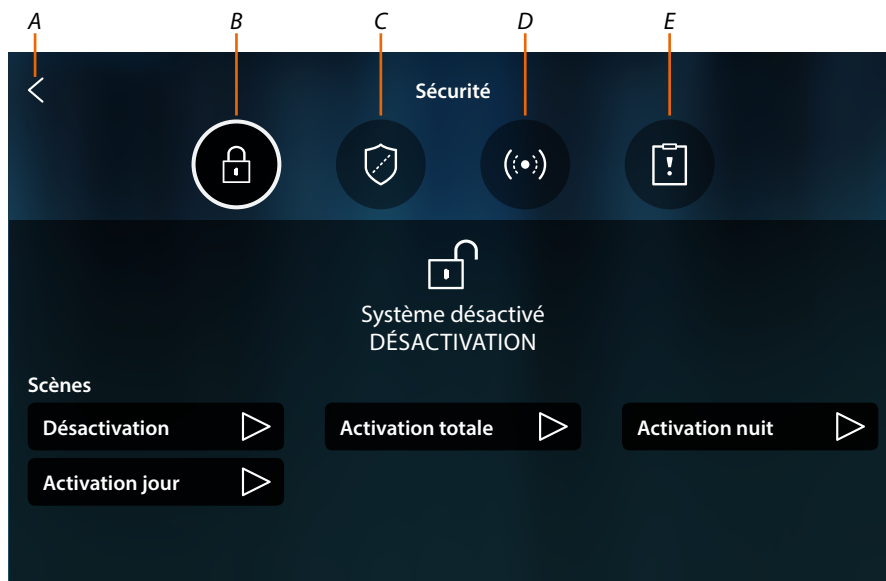 A B C D E
Sécurité
Système désactivé
DÉSACTIVATION
Scènes
Désactivation Activation totale Activation nuit
Activation jour